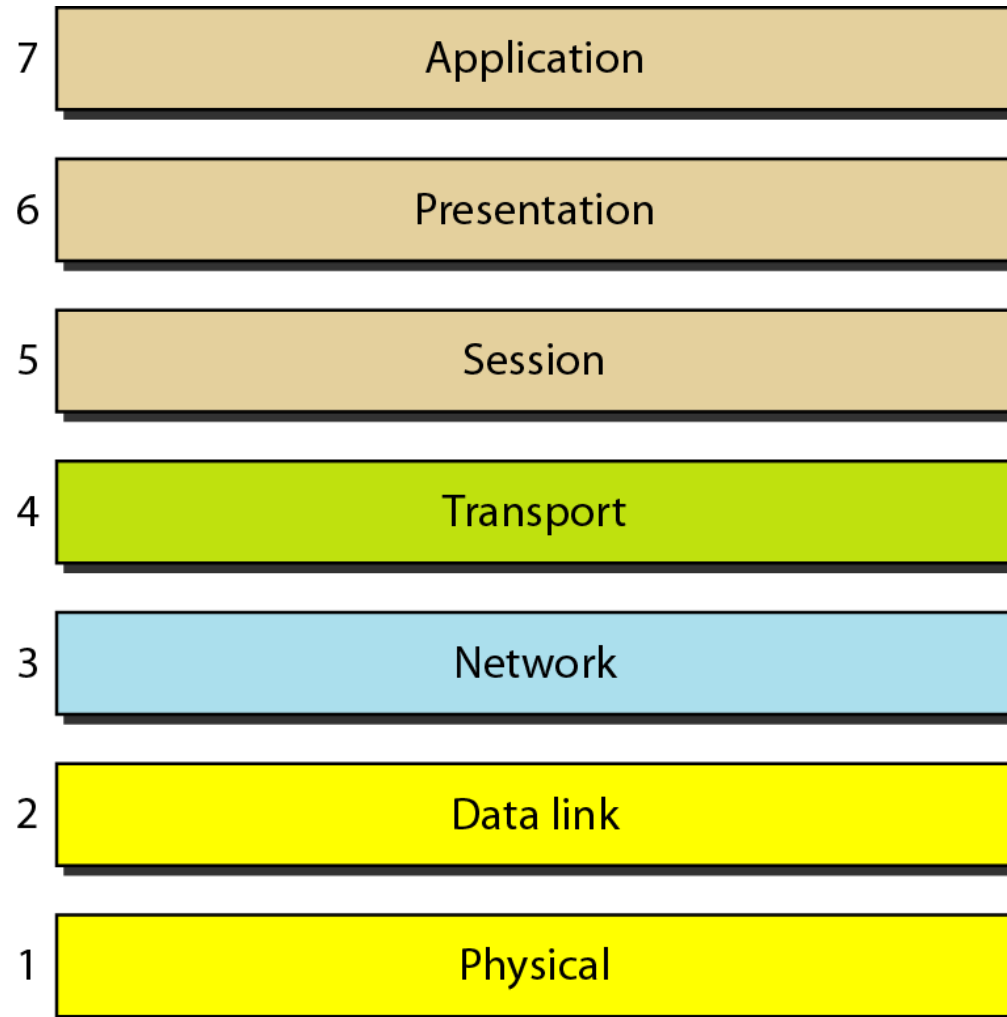 7 Application
6 Presentation
5 Session
4 Transport
3 Network
2 Data link
1 Physical